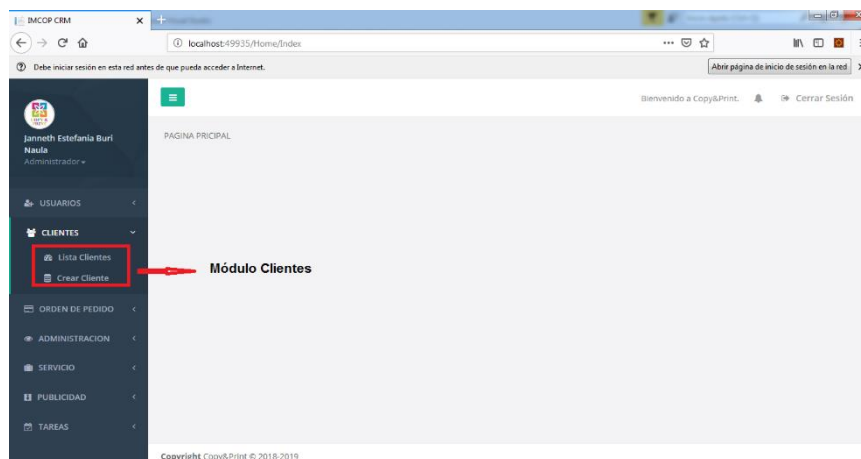 IMCOP CRM
localhost:49935/Home/Index
Debe iniciar sesión en esta red antes de que pueda acceder a Internet.
Abrir página de inicio de sesión en la red
Bienvenido a Copy&Print.
Cerrar Sesión
Janneth Estefania Buri
Naula
Administrador
PAGINA PRICIPAL
USUARIOS
CLIENTES
Lista Clientes
Crear Cliente
Módulo Clientes
ORDEN DE PEDIDO
ADMINISTRACION
SERVICIO
PUBLICIDAD
TAREAS
Copyright Copy&Print © 2018-2019